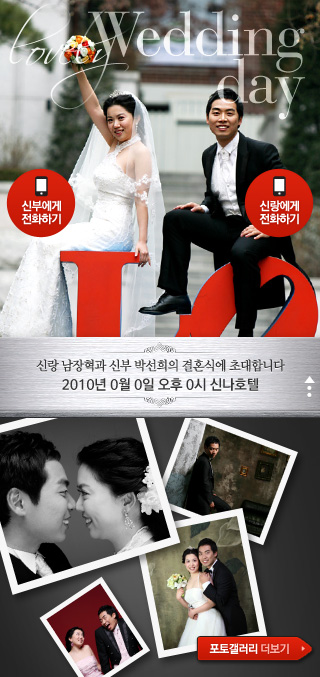 lovely Wedding
day
신부에게
전화하기
신랑에게
전화하기
신랑 남장혁과 신부 박선희의 결혼식에 초대합니다
2010년 0월 0일 오후 0시 신나호텔
포토갤러리 더보기